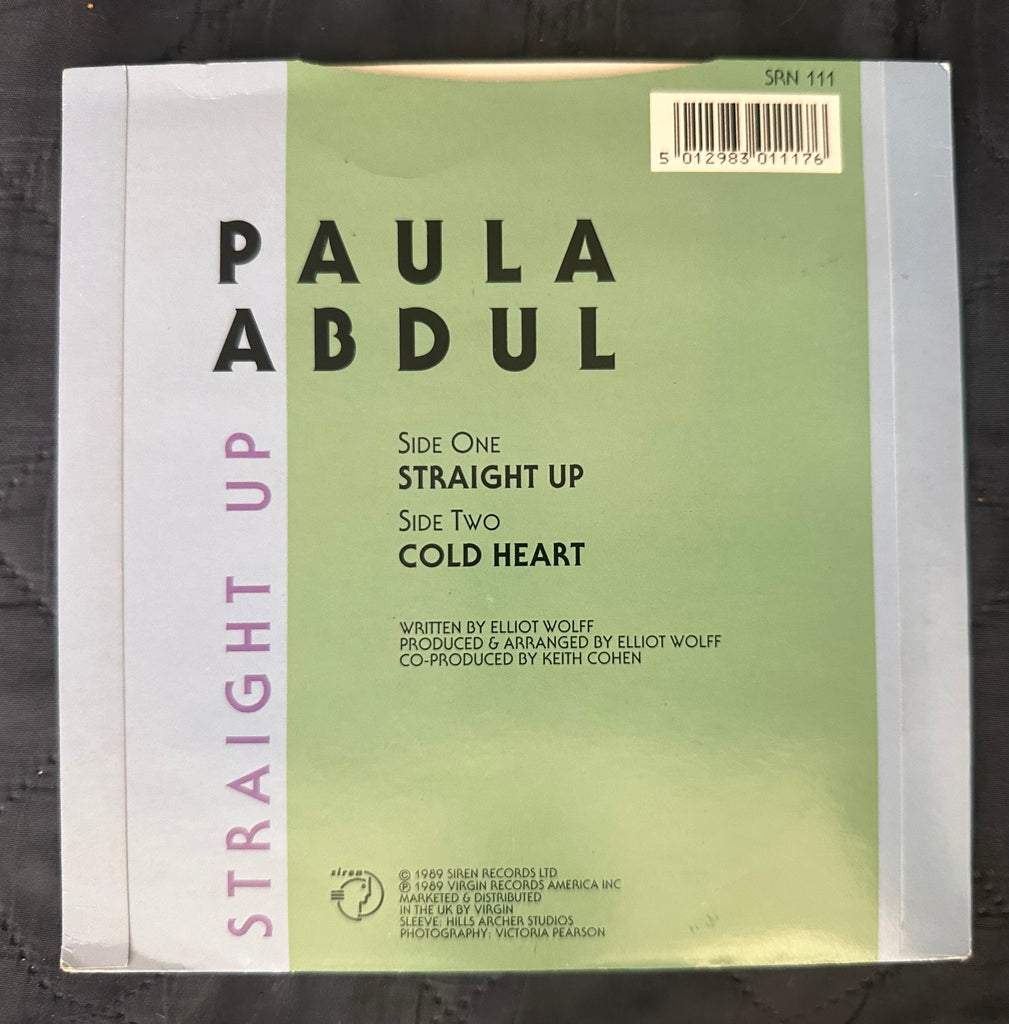 SRN 111
5 012983 011176
PAULA
ABDUL
STRAIGHT UP
SIDE ONE
STRAIGHT UP
SIDE TWO
COLD HEART
WRITTEN BY ELLIOT WOLFF
PRODUCED & ARRANGED BY ELLIOT WOLFF
CO-PRODUCED BY KEITH COHEN
siren
© 1989 SIREN RECORDS LTD
℗ 1989 VIRGIN RECORDS AMERICA INC
MARKETED & DISTRIBUTED
IN THE UK BY VIRGIN
SLEEVE: HILLS ARCHER STUDIOS
PHOTOGRAPHY: VICTORIA PEARSON